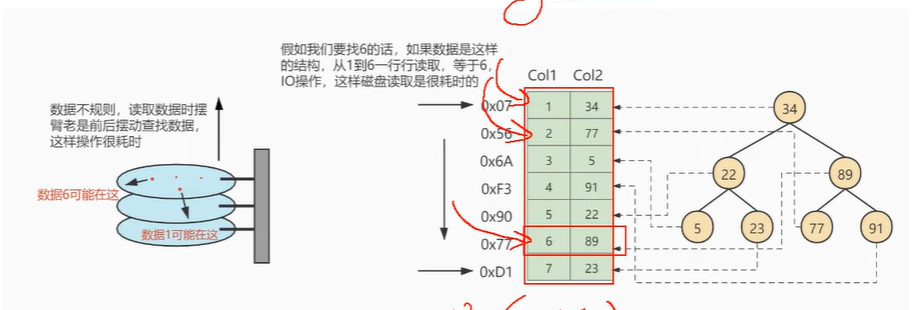 假如我们要找6的话，如果数据是这样
的结构，从1到6一行行读取，等于6，
IO操作，这样磁盘读取是很耗时的
数据不规则，读取数据时摆
臂老是前后摆动查找数据，
这样操作很耗时
数据6可能在这
数据1可能在这
Col1 Col2
0x07 1 34
0x56 2 77
0x6A 3 5
0xF3 4 91
0x90 5 22
0x77 6 89
0xD1 7 23
34
22 89
5 23 77 91